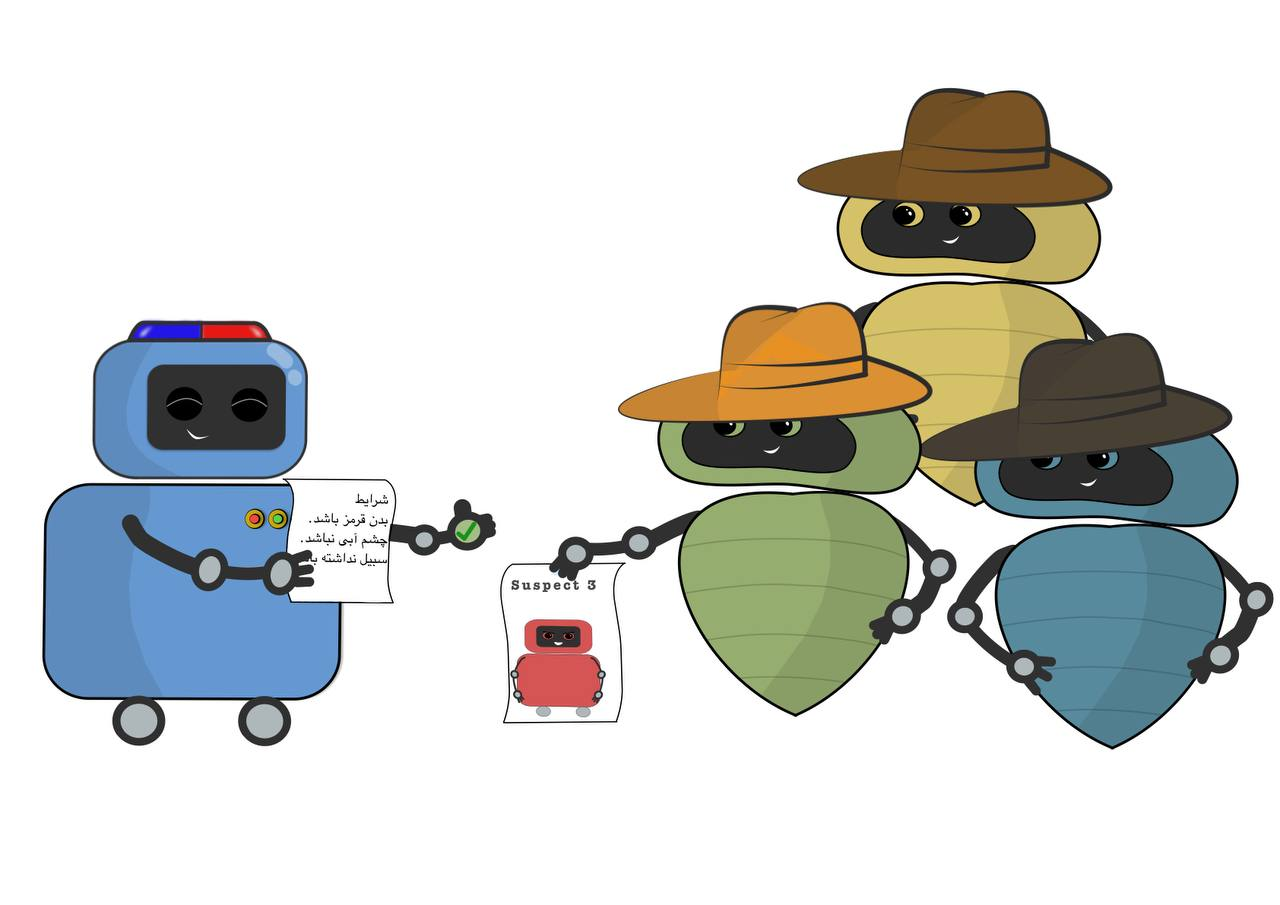 شرایط
بدن قرمز باشد.
چشم آبی نباشد.
سبیل نداشته
Suspect 3